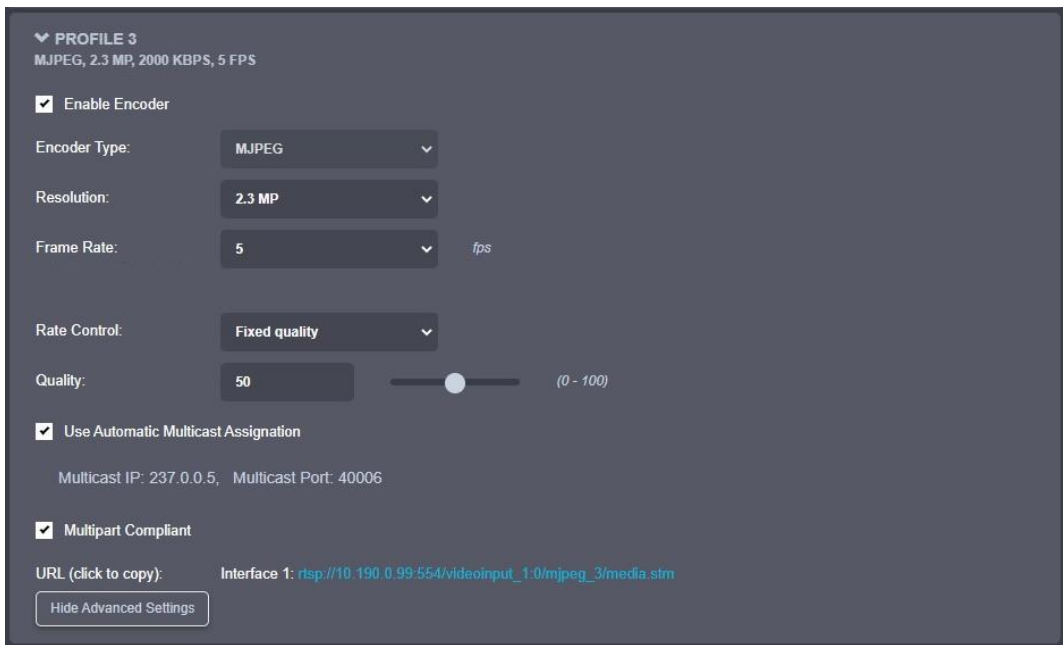 PROFILE 3
MJPEG, 2.3 MP, 2000 KBPS, 5 FPS
Enable Encoder
Encoder Type: MJPEG
Resolution: 2.3 MP
Frame Rate: 5 fps
Rate Control: Fixed quality
Quality: 50 (0 - 100)
Use Automatic Multicast Assignation
Multicast IP: 237.0.0.5, Multicast Port: 40006
Multipart Compliant
URL (click to copy): Interface 1: rtsp://10.190.0.99:554/videoinput_1:0/mjpeg_3/media.stm
Hide Advanced Settings